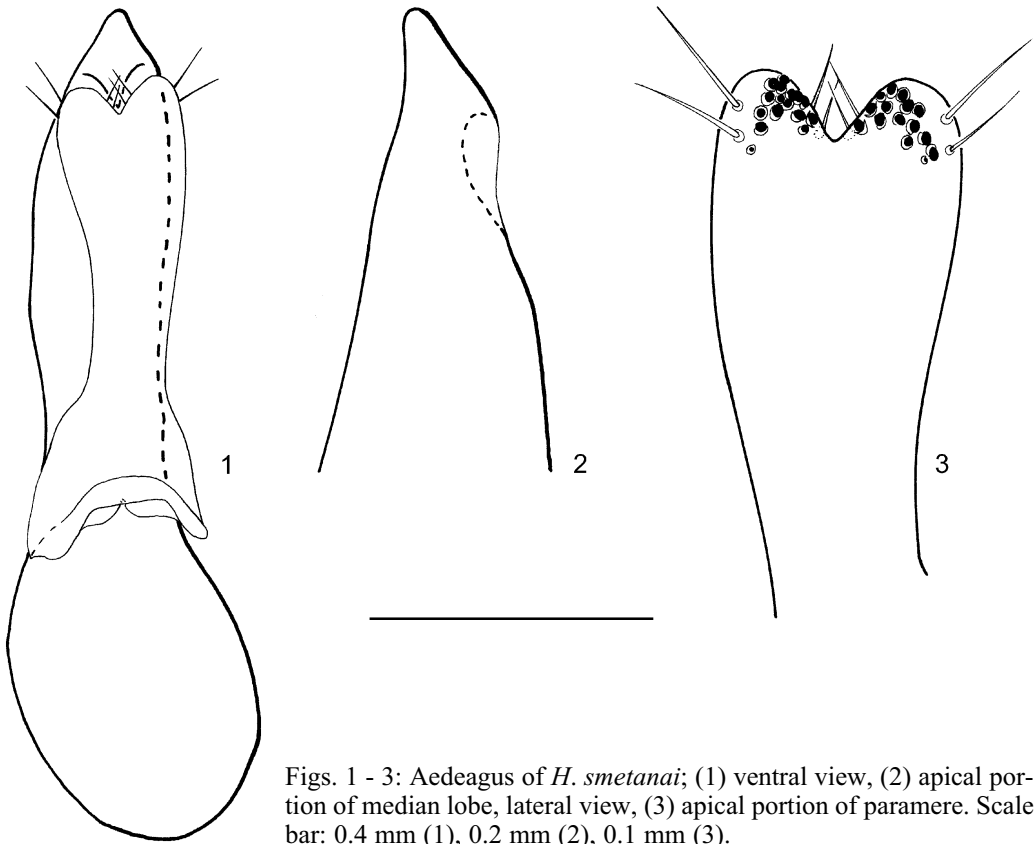 1
2
3
Figs. 1 - 3: Aedeagus of H. smetanai; (1) ventral view, (2) apical por-
tion of median lobe, lateral view, (3) apical portion of paramere. Scale
bar: 0.4 mm (1), 0.2 mm (2), 0.1 mm (3).